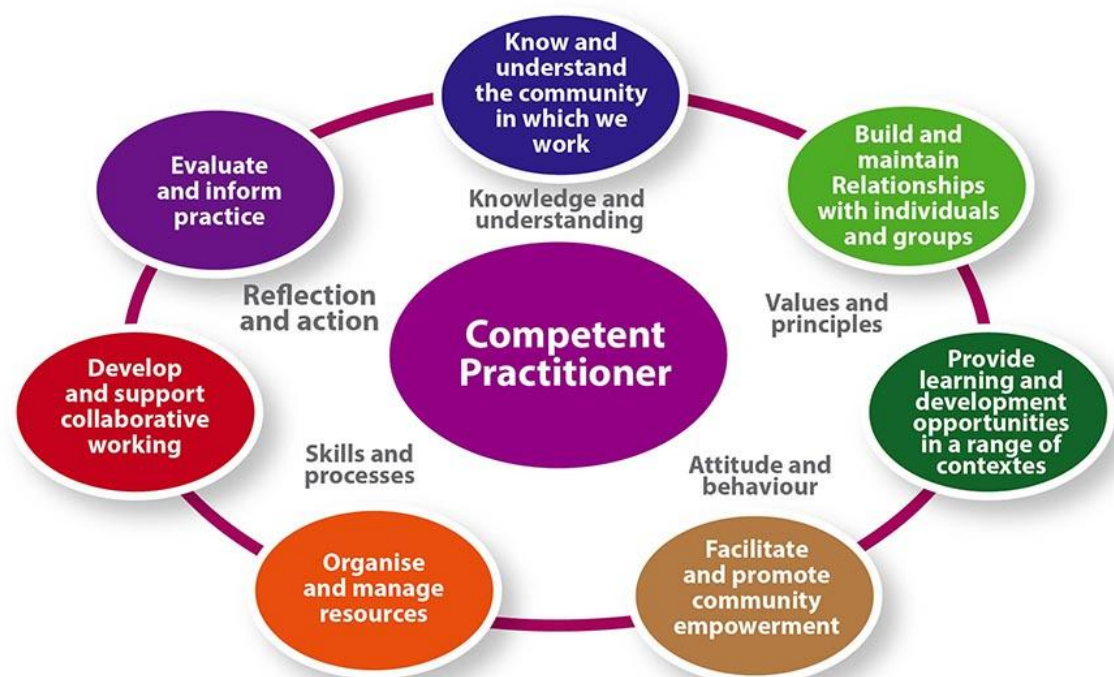 Know and
understand
the community
in which we
work
Build and
maintain
Relationships
with individuals
and groups
Provide
learning and
development
opportunities
in a range of
contextes
Facilitate
and promote
community
empowerment
Organise
and manage
resources
Develop
and support
collaborative
working
Evaluate
and inform
practice
Knowledge and
understanding
Values and
principles
Attitude and
behaviour
Skills and
processes
Reflection
and action
Competent
Practitioner